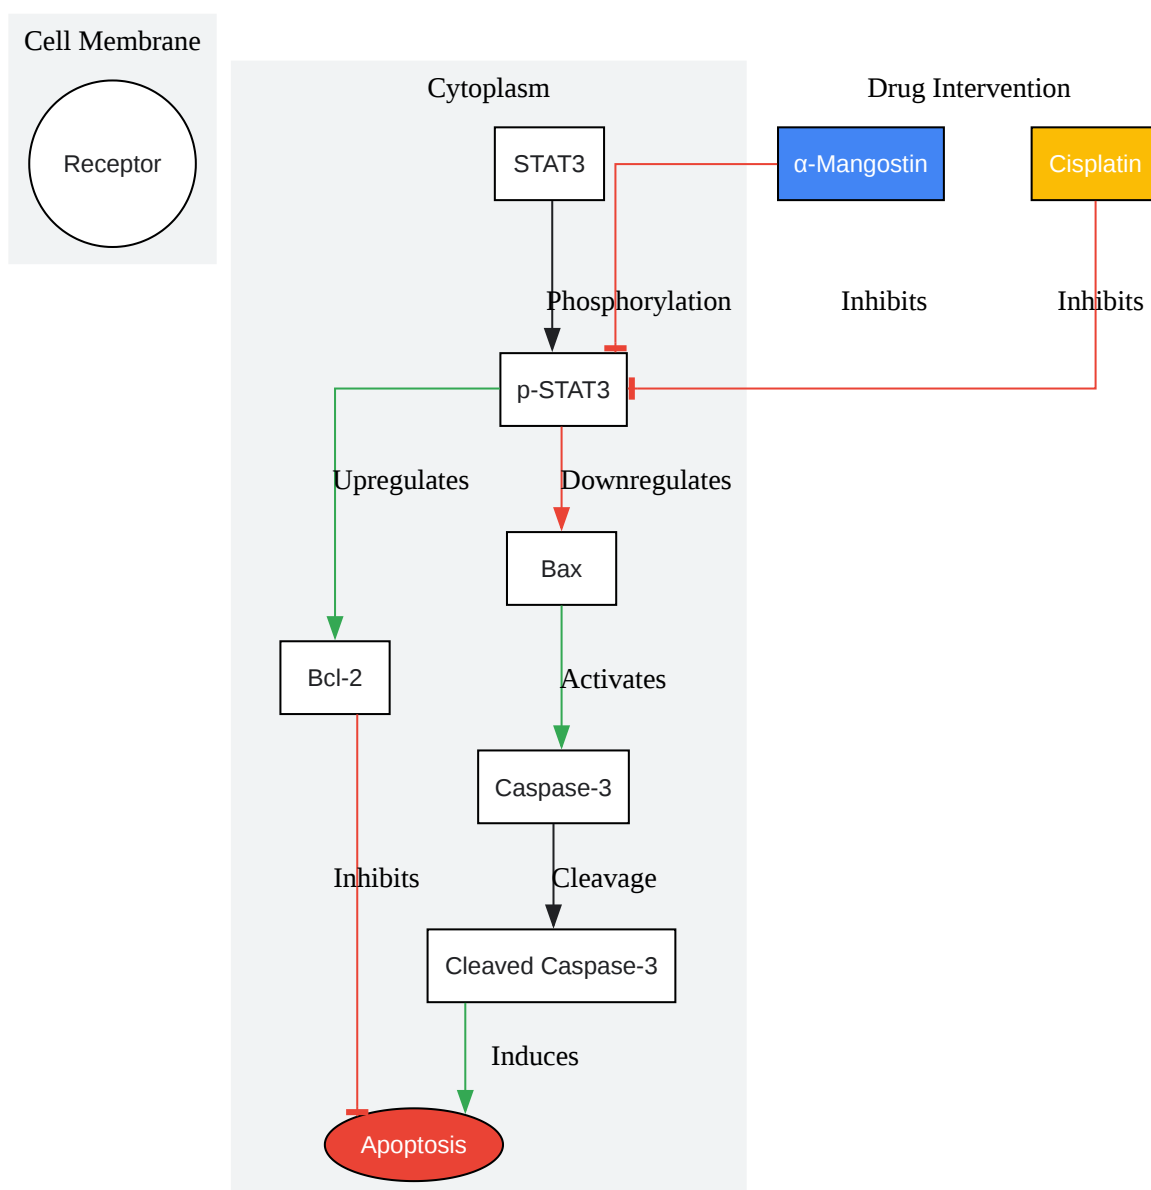 Cell Membrane
Receptor
Cytoplasm
Drug Intervention
STAT3
α-Mangostin
Cisplatin
Phosphorylation
Inhibits
Inhibits
p-STAT3
Upregulates
Downregulates
Bax
Bcl-2
Activates
Caspase-3
Inhibits
Cleavage
Cleaved Caspase-3
Induces
Apoptosis